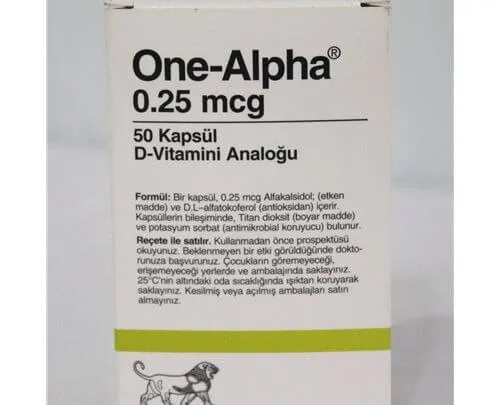 One-Alpha®
0.25 mcg
50 Kapsül
D-Vitamini Analoğu
Formül: Bir kapsül, 0.25 mcg Alfakalsidol; (etken
madde) ve D.L–alfatokoferol (antioksidan) içerir.
Kapsüllerin bileşiminde, Titan dioksit (boyar madde)
ve potasyum sorbat (antimikrobial koruyucu) bulunur.
Reçete ile satılır. Kullanmadan önce prospektüsü
okuyunuz. Beklenmeyen bir etki görüldüğünde dokto-
runuza başvurunuz. Çocukların göremeyeceği,
erişemeyeceği yerlerde ve ambalajında saklayınız.
25°C'nin altındaki oda sıcaklığında ışıktan koruyarak
saklayınız. Kesilmiş veya açılmış ambalajları satın
almayınız.